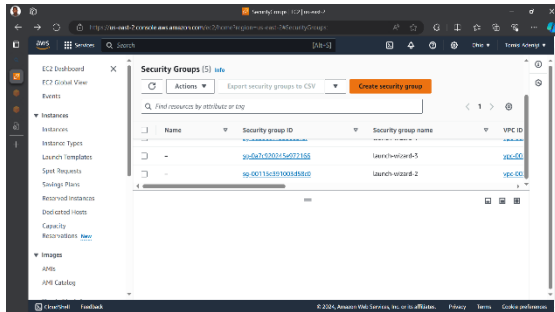 SecurityGroups | EC2 | us-east-2
https://us-east-2.console.aws.amazon.com/ec2/home?region=us-east-2#SecurityGroups:
aws
Services
Search
[Alt+S]
Ohio ▾
EC2 Dashboard
EC2 Global View
Events
▼ Instances
Instances
Instance Types
Launch Templates
Spot Requests
Savings Plans
Reserved Instances
Dedicated Hosts
Capacity
Reservations New
▼ Images
AMIs
AMI Catalog
Security Groups (5) Info
Actions ▼
Export security groups to CSV
Create security group
Find resources by attribute or tag
1
Name
Security group ID
Security group name
VPC ID
-
launch-wizard-3
vpc-00
-
launch-wizard-2
vpc-00
CloudShell
Feedback
© 2024, Amazon Web Services, Inc. or its affiliates.
Privacy
Terms
Cookie preferences